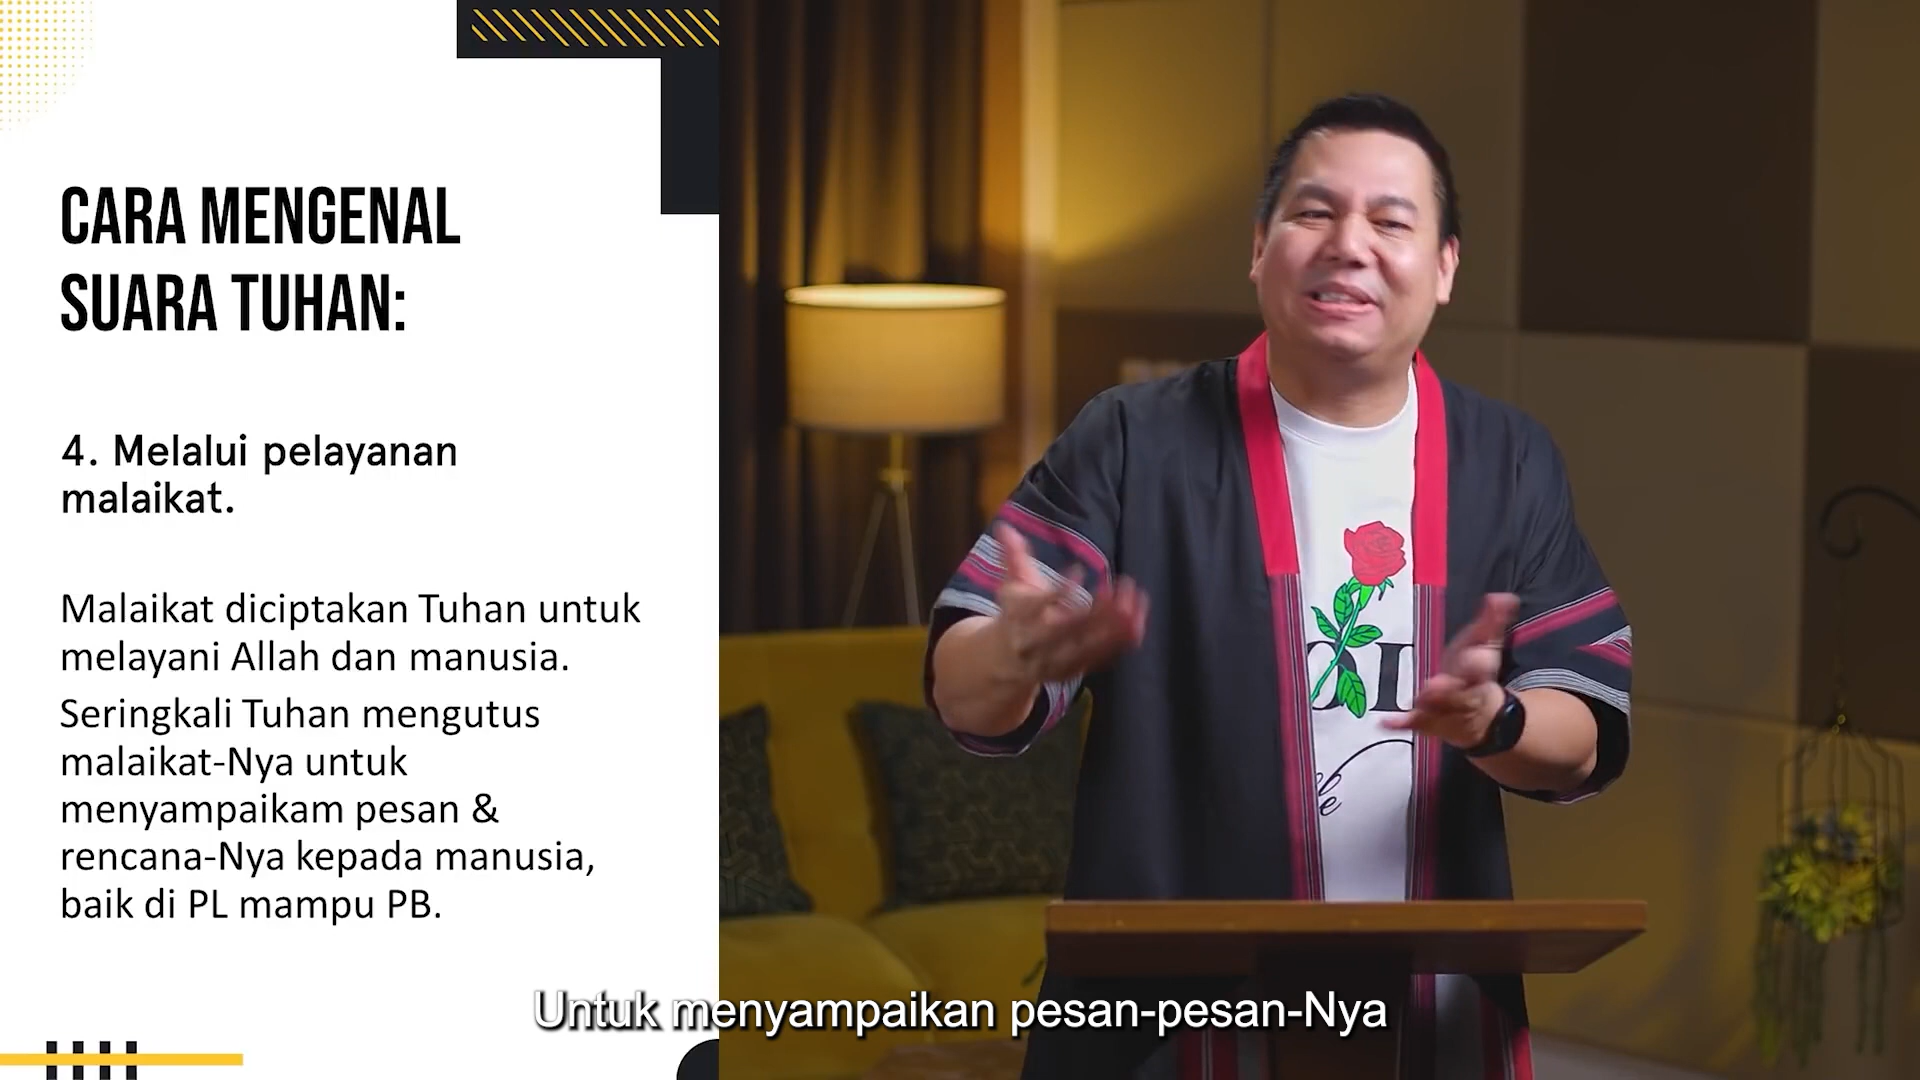 CARA MENGENAL
SUARA TUHAN:
4. Melalui pelayanan
malaikat.
Malaikat diciptakan Tuhan untuk
melayani Allah dan manusia.
Seringkali Tuhan mengutus
malaikat-Nya untuk
menyampaikam pesan &
rencana-Nya kepada manusia,
baik di PL mampu PB.
Untuk menyampaikan pesan-pesan-Nya